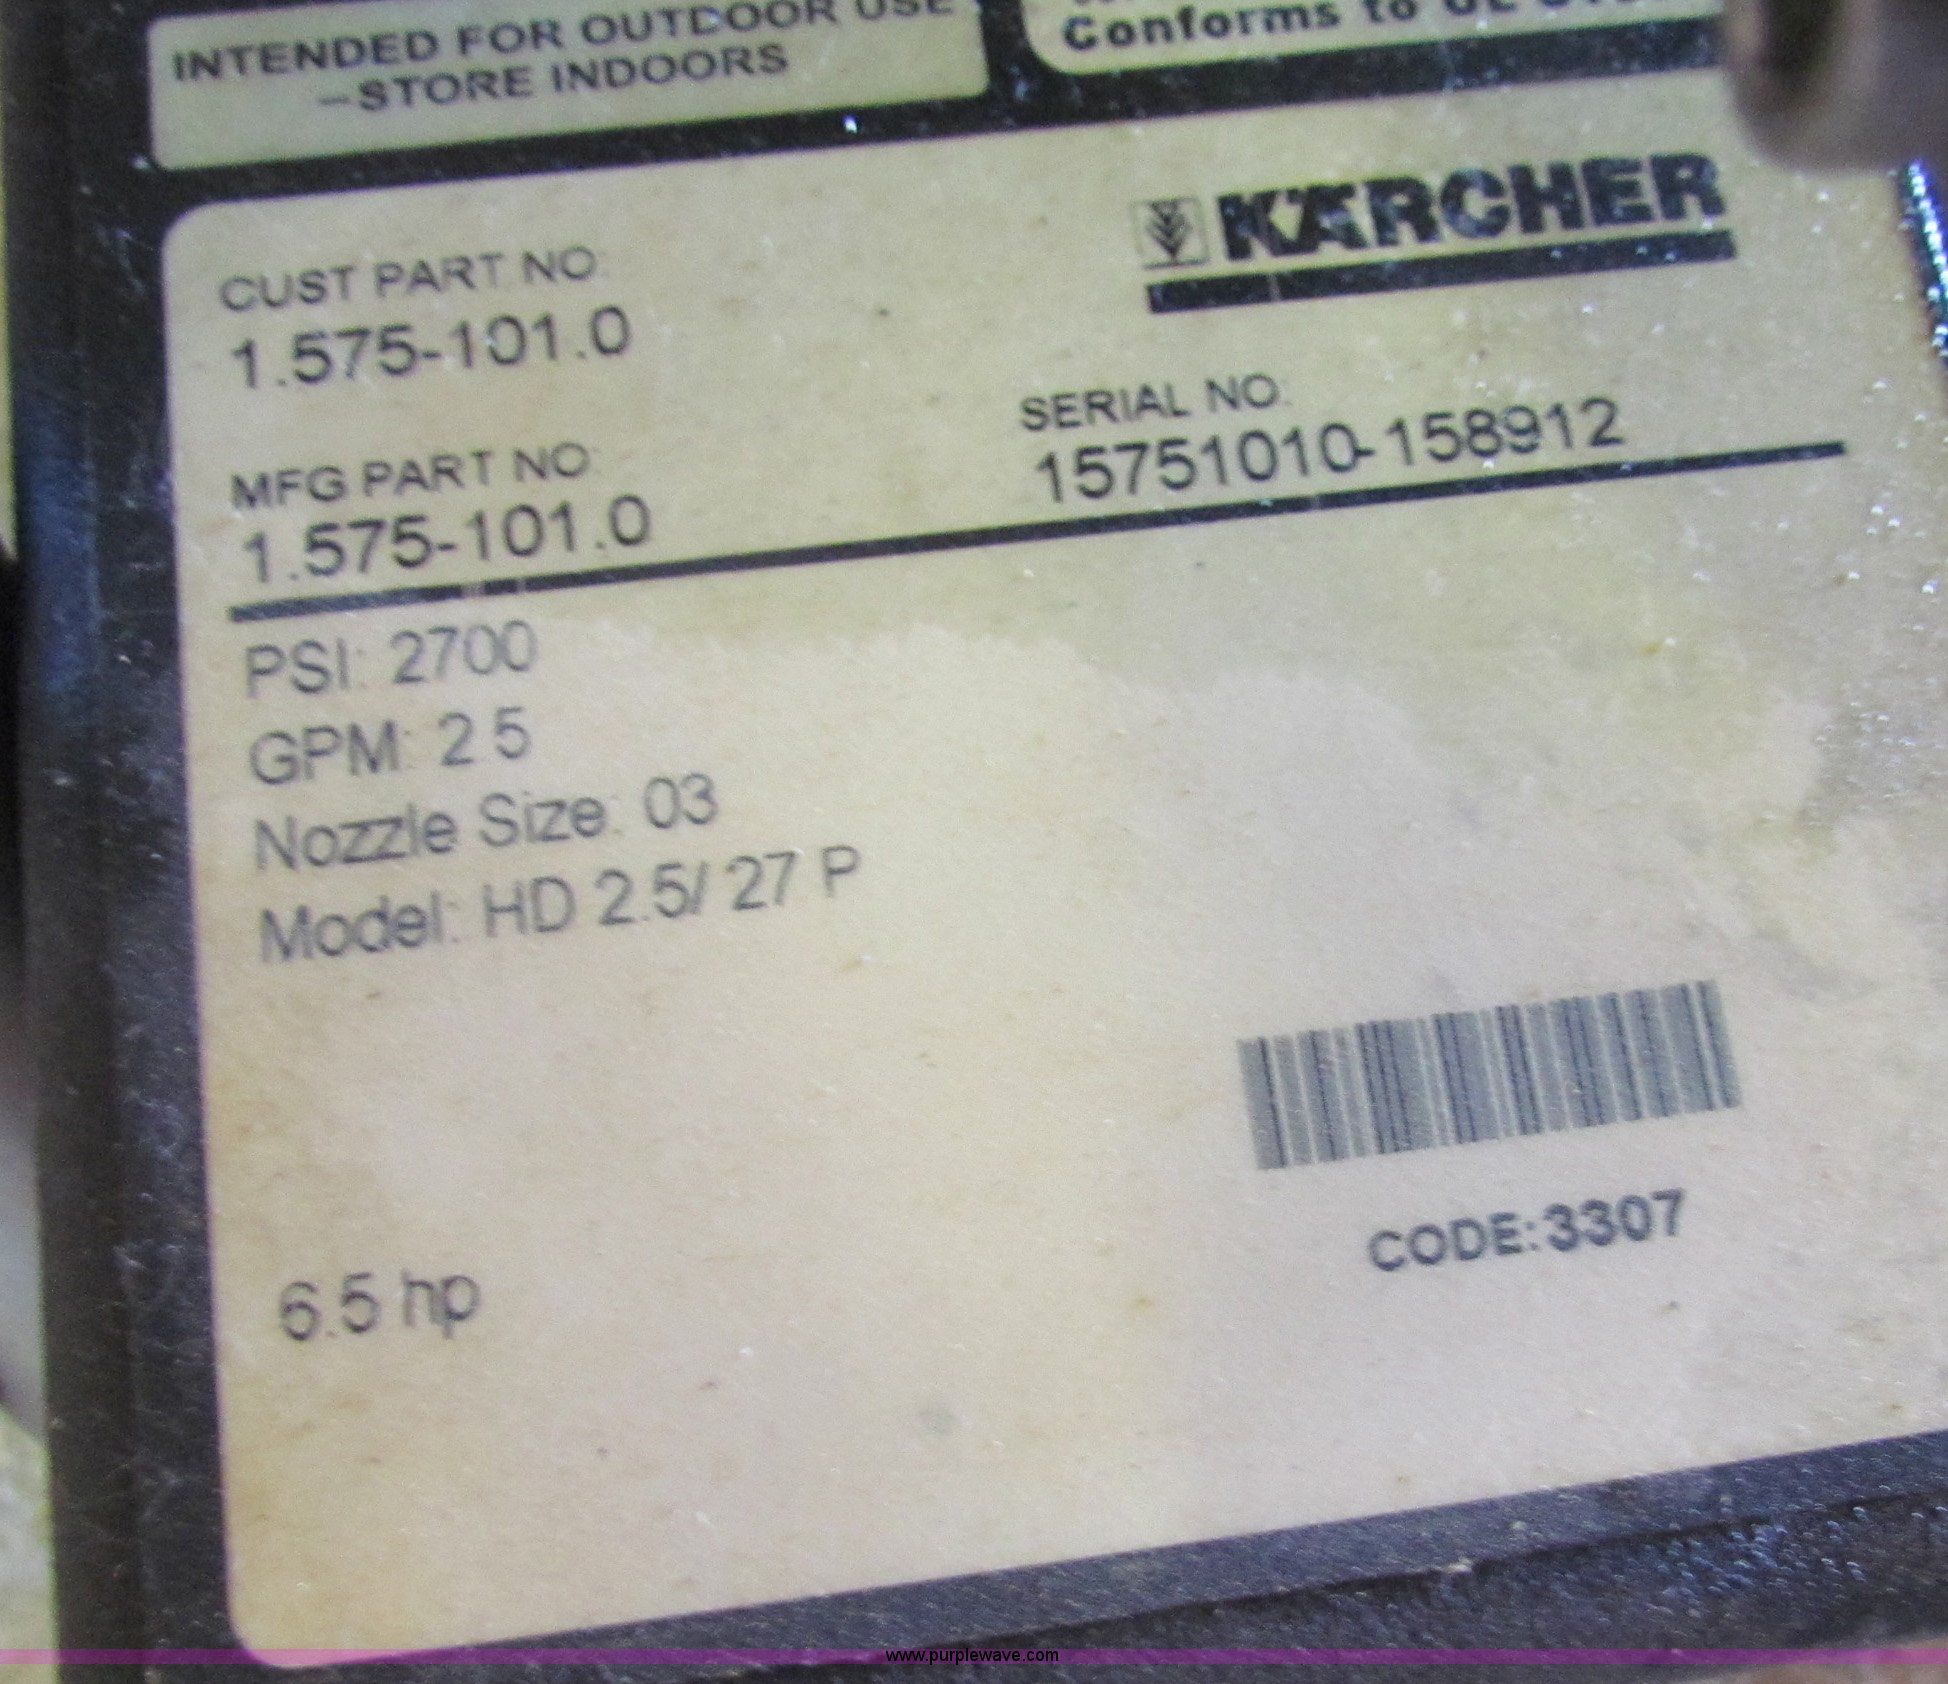 INTENDED FOR OUTDOOR USE
–STORE INDOORS
Conforms to UL
KÄRCHER
CUST PART NO:
1.575-101.0
SERIAL NO:
15751010-158912
MFG PART NO:
1.575-101.0
PSI: 2700
GPM: 2.5
Nozzle Size: 03
Model: HD 2.5/ 27 P
CODE:3307
6.5 hp
www.purplewave.com